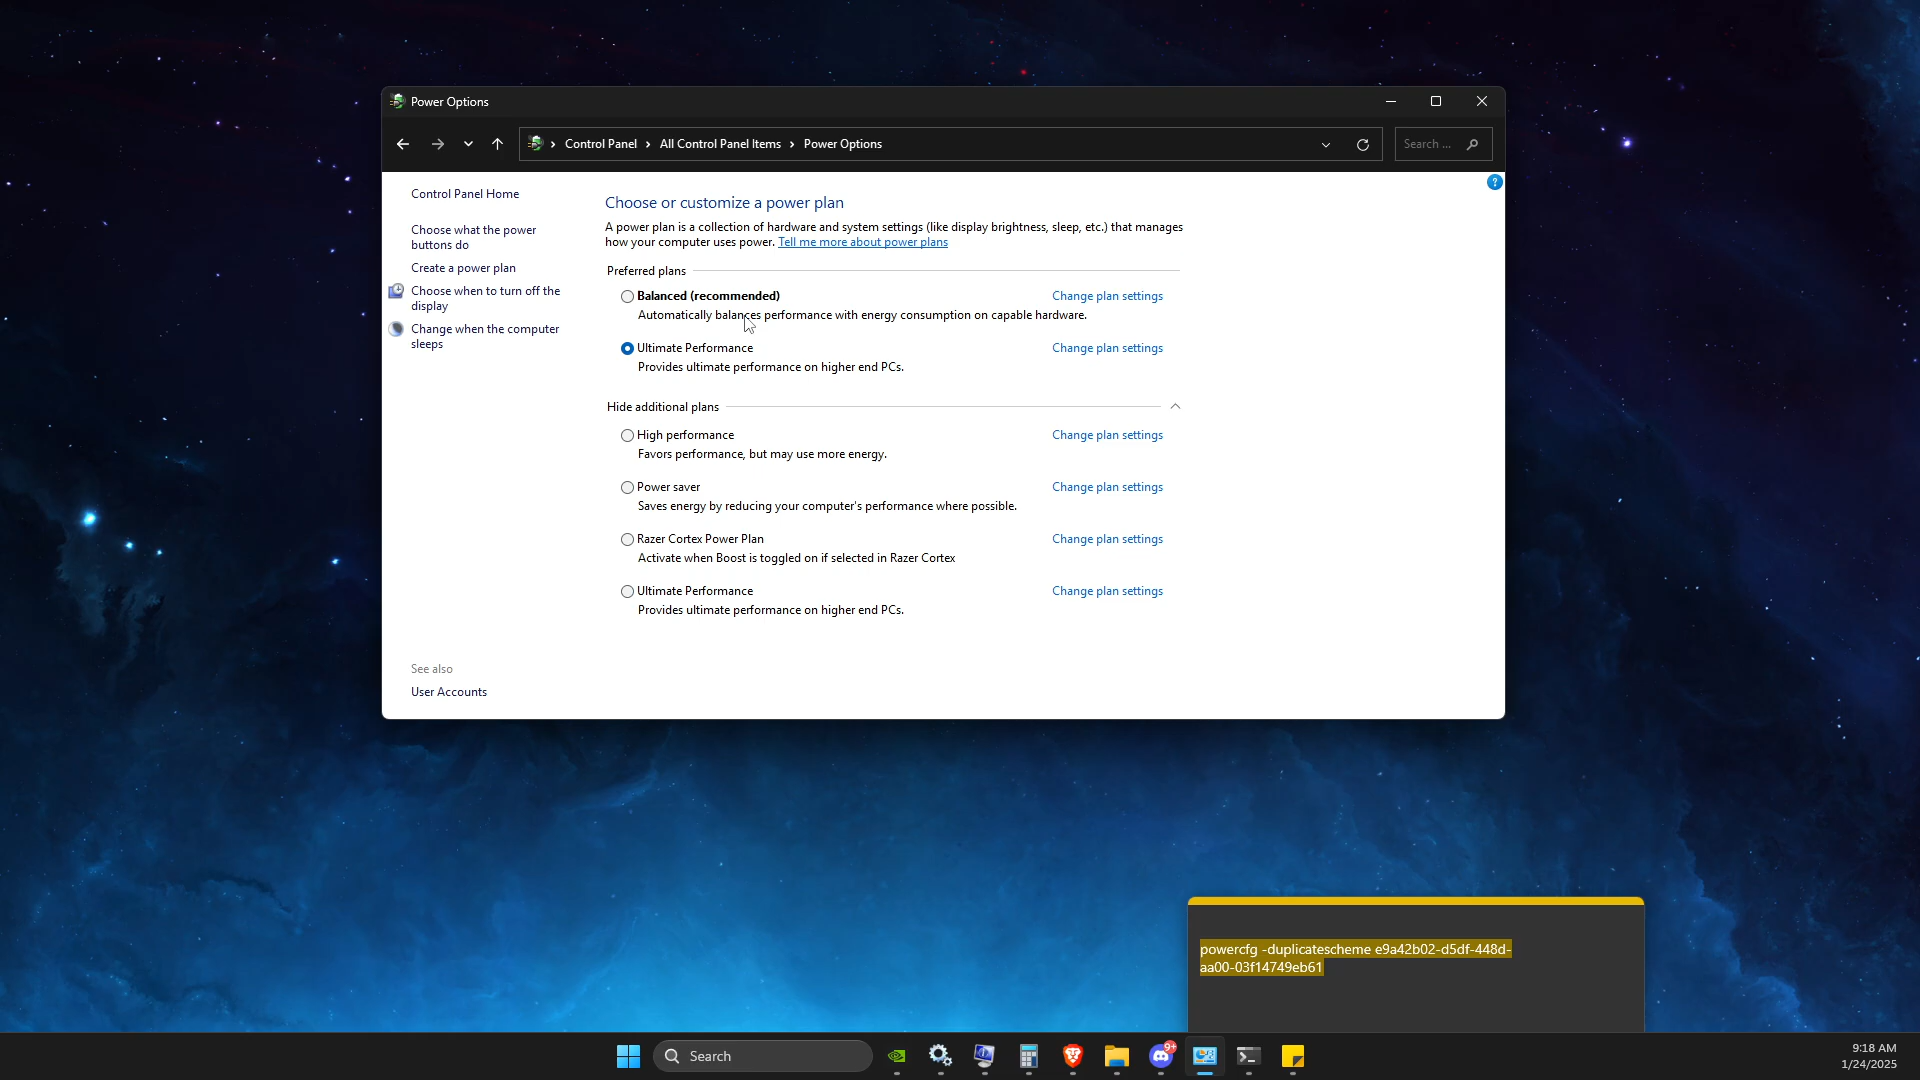 Power Options
Control Panel
All Control Panel Items
Power Options
Search ...
Control Panel Home
Choose what the power
buttons do
Create a power plan
Choose when to turn off the
display
Change when the computer
sleeps
See also
User Accounts
Choose or customize a power plan
A power plan is a collection of hardware and system settings (like display brightness, sleep, etc.) that manages
how your computer uses power. Tell me more about power plans
Preferred plans
Balanced (recommended) Change plan settings
Automatically balances performance with energy consumption on capable hardware.
Ultimate Performance Change plan settings
Provides ultimate performance on higher end PCs.
Hide additional plans
High performance Change plan settings
Favors performance, but may use more energy.
Power saver Change plan settings
Saves energy by reducing your computer's performance where possible.
Razer Cortex Power Plan Change plan settings
Activate when Boost is toggled on if selected in Razer Cortex
Ultimate Performance Change plan settings
Provides ultimate performance on higher end PCs.
?
powercfg -duplicatescheme e9a42b02-d5df-448d-
aa00-03f14749eb61
Search
9+
9:18 AM
1/24/2025